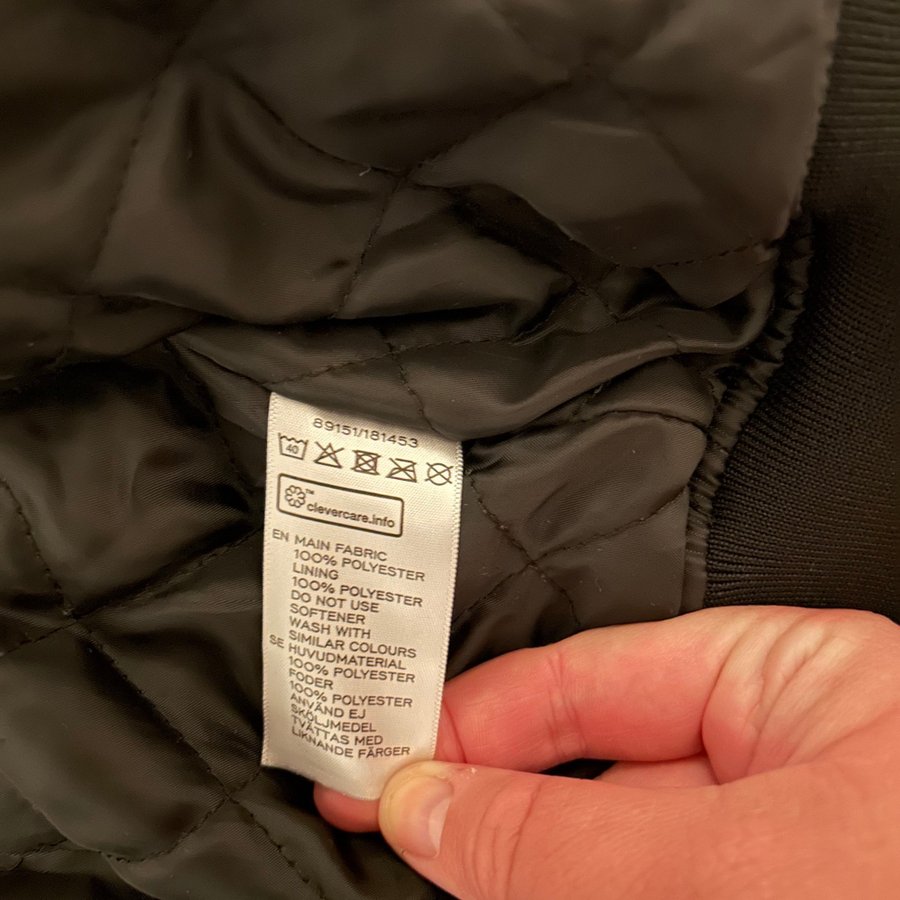 89151/181453
40
clevercare.info™
EN MAIN FABRIC
100% POLYESTER
LINING
100% POLYESTER
DO NOT USE
SOFTENER
WASH WITH
SIMILAR COLOURS
SE HUVUDMATERIAL
100% POLYESTER
FODER
100% POLYESTER
ANVÄND EJ
SKÖLJMEDEL
TVÄTTAS MED
LIKNANDE FÄRGER